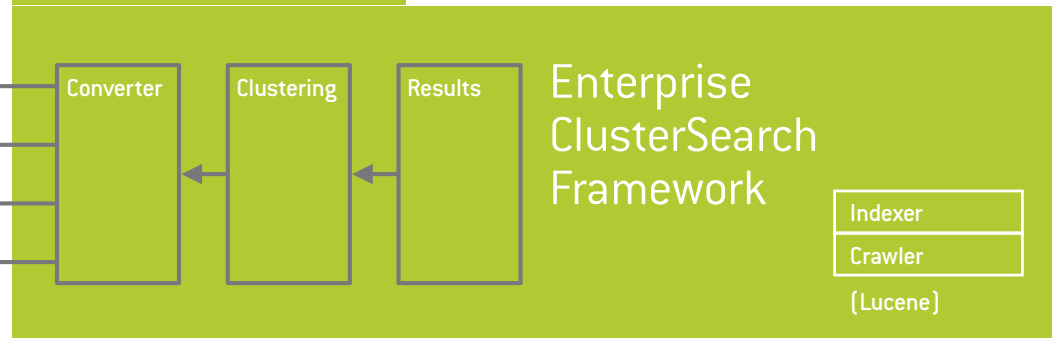 Converter
Clustering
Results
Enterprise
ClusterSearch
Framework
Indexer
Crawler
(Lucene)